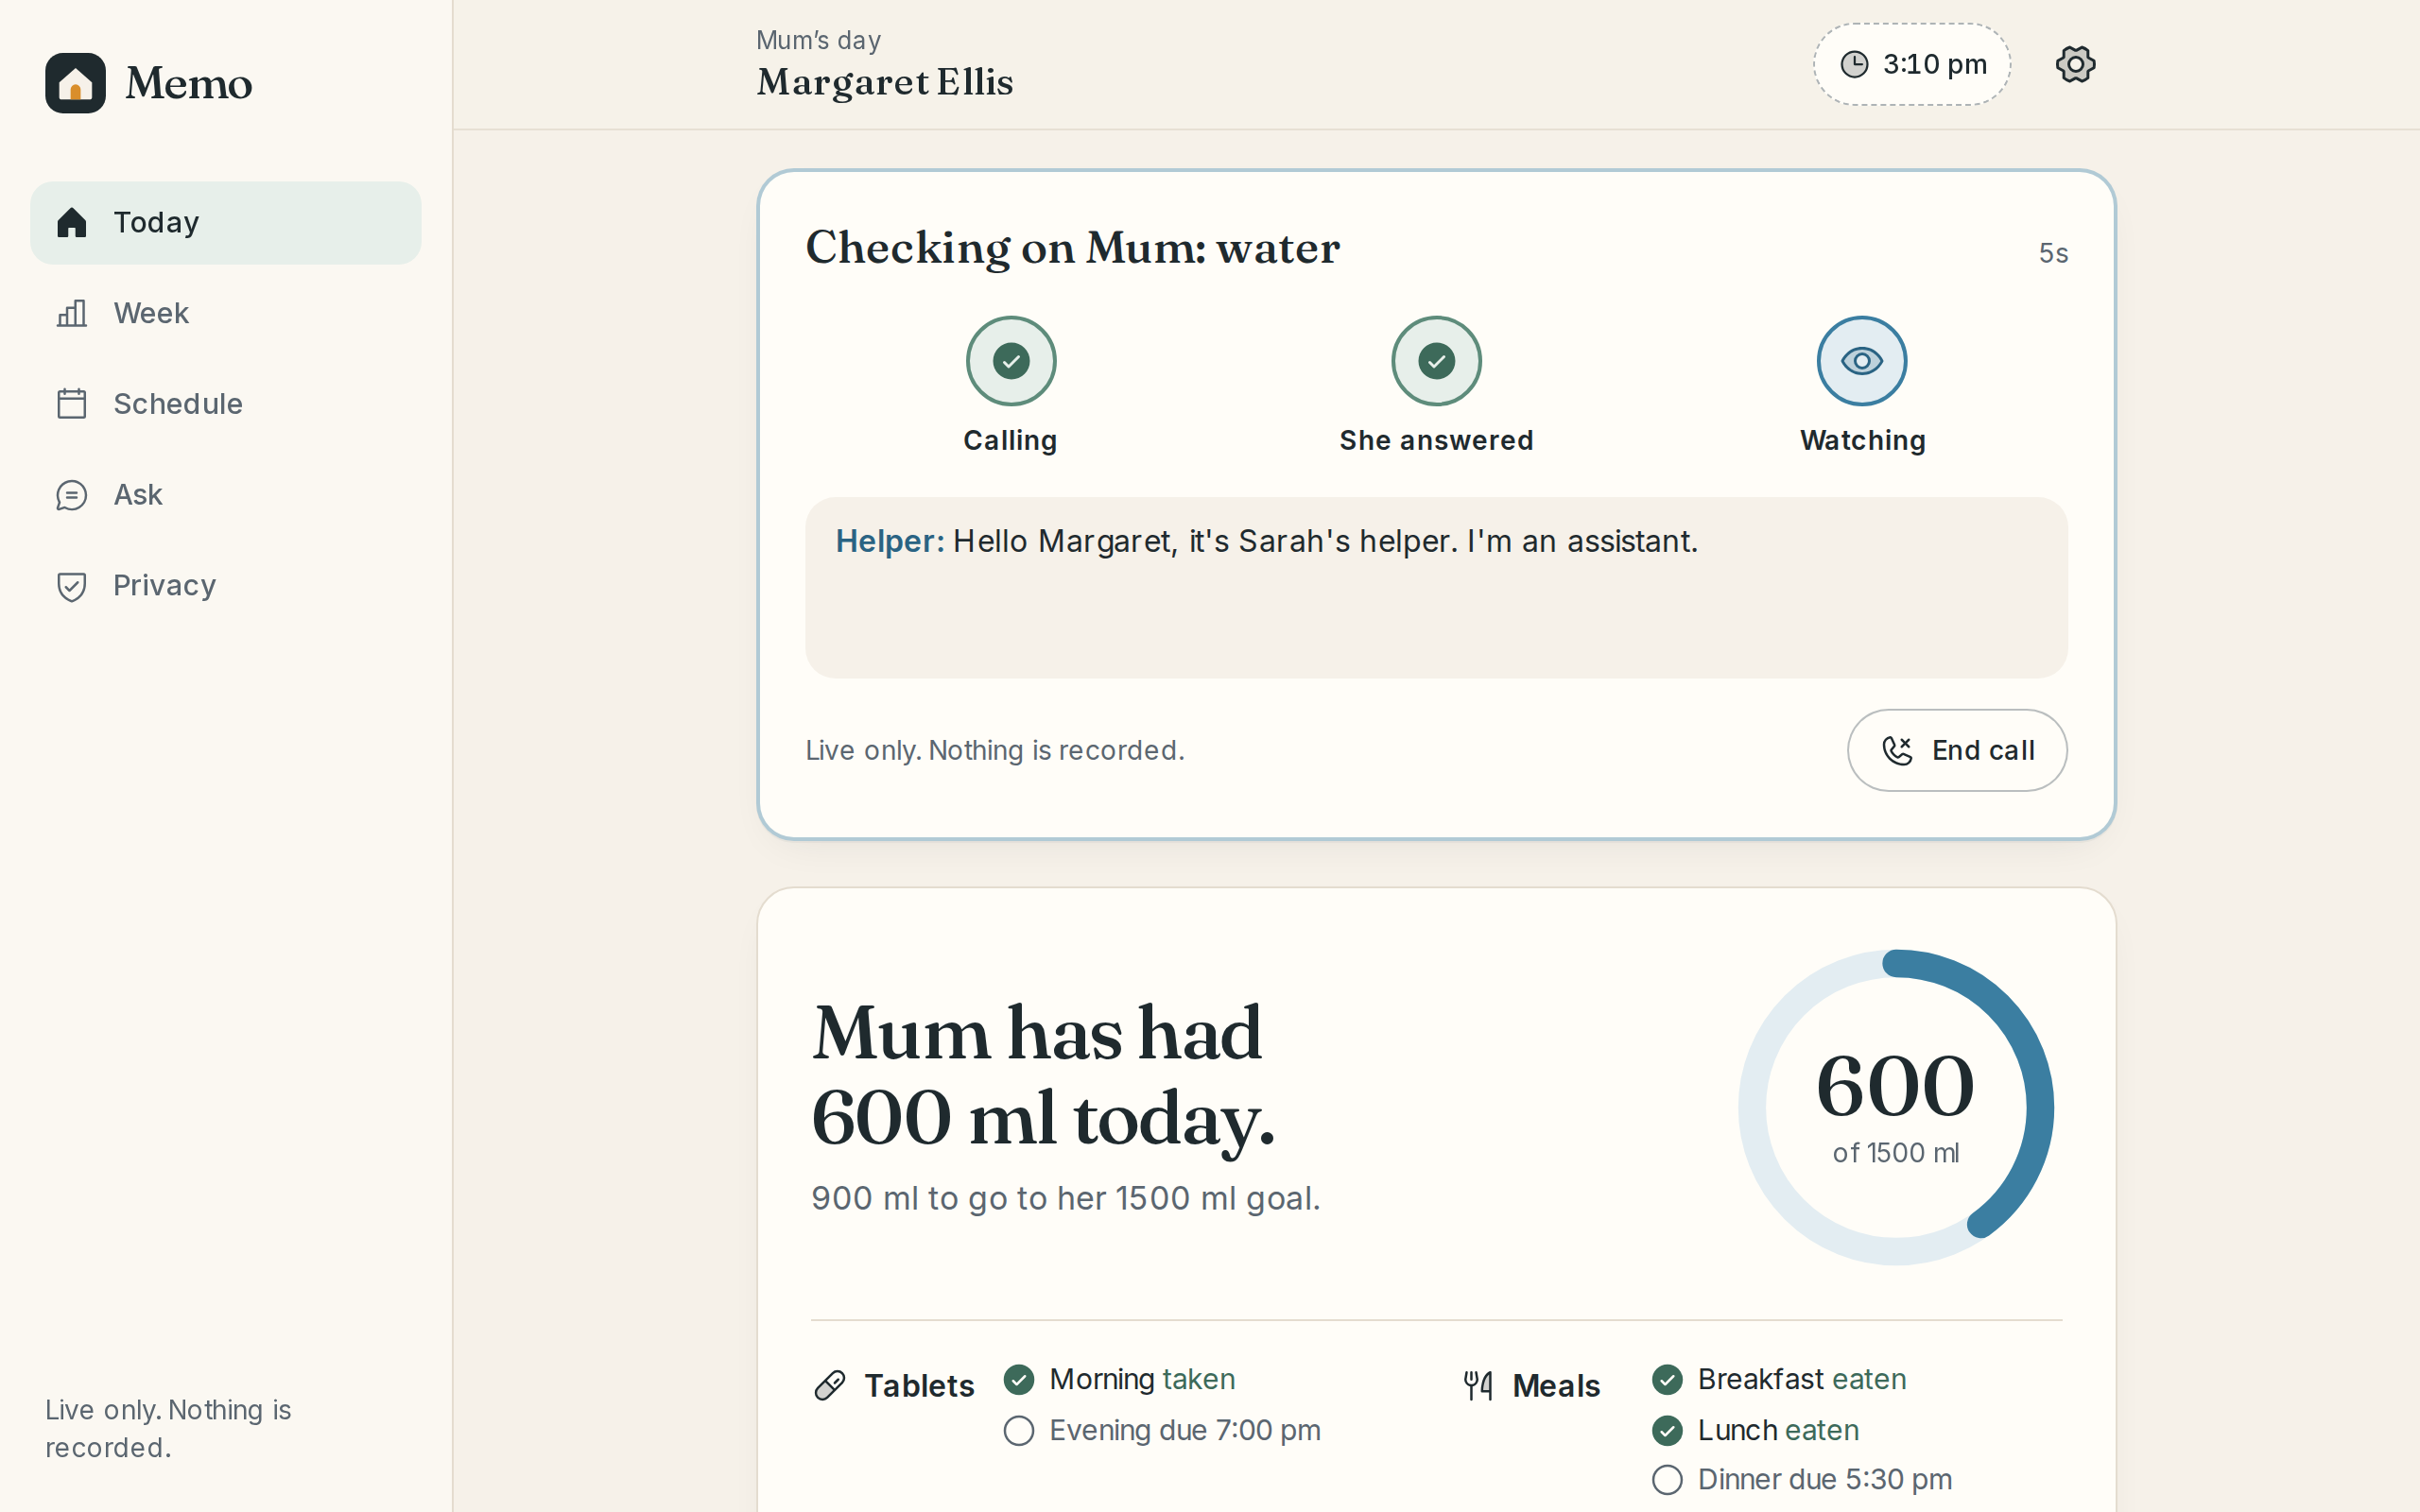 Memo
Today
Week
Schedule
Ask
Privacy
Live only. Nothing is
recorded.
Mum’s day
Margaret Ellis
3:10 pm
Checking on Mum: water
5s
Calling
She answered
Watching
Helper: Hello Margaret, it's Sarah's helper. I'm an assistant.
Live only. Nothing is recorded.
End call
Mum has had
600 ml today.
900 ml to go to her 1500 ml goal.
600
of 1500 ml
Tablets
Morning taken
Evening due 7:00 pm
Meals
Breakfast eaten
Lunch eaten
Dinner due 5:30 pm